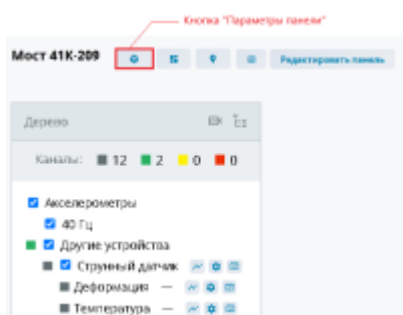 Кнопка "Параметры панели"
Мост 41К-209
Редактировать панель
Дерево
Каналы: 12 2 0 0
Акселерометры
40 Гц
Другие устройства
Струнный датчик
Деформация —
Температура —